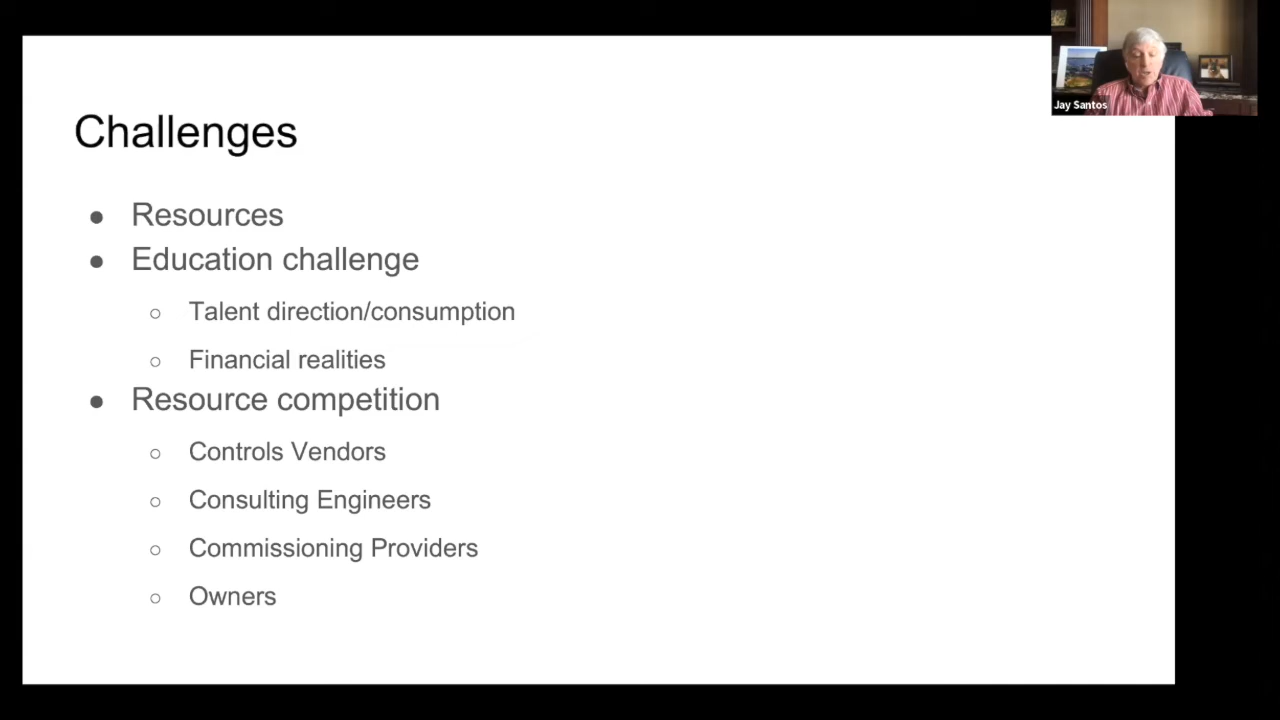 Challenges
● Resources
● Education challenge
○ Talent direction/consumption
○ Financial realities
● Resource competition
○ Controls Vendors
○ Consulting Engineers
○ Commissioning Providers
○ Owners
Jay Santos